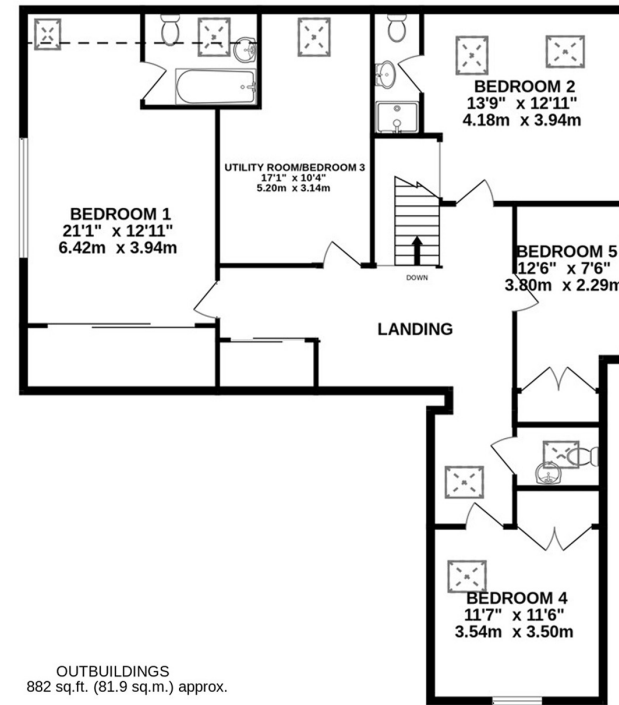 BEDROOM 2
13'9" x 12'11"
4.18m x 3.94m
UTILITY ROOM/BEDROOM 3
17'1" x 10'4"
5.20m x 3.14m
BEDROOM 1
21'1" x 12'11"
6.42m x 3.94m
BEDROOM 5
12'6" x 7'6"
3.80m x 2.29m
DOWN
LANDING
BEDROOM 4
11'7" x 11'6"
3.54m x 3.50m
OUTBUILDINGS
882 sq.ft. (81.9 sq.m.) approx.